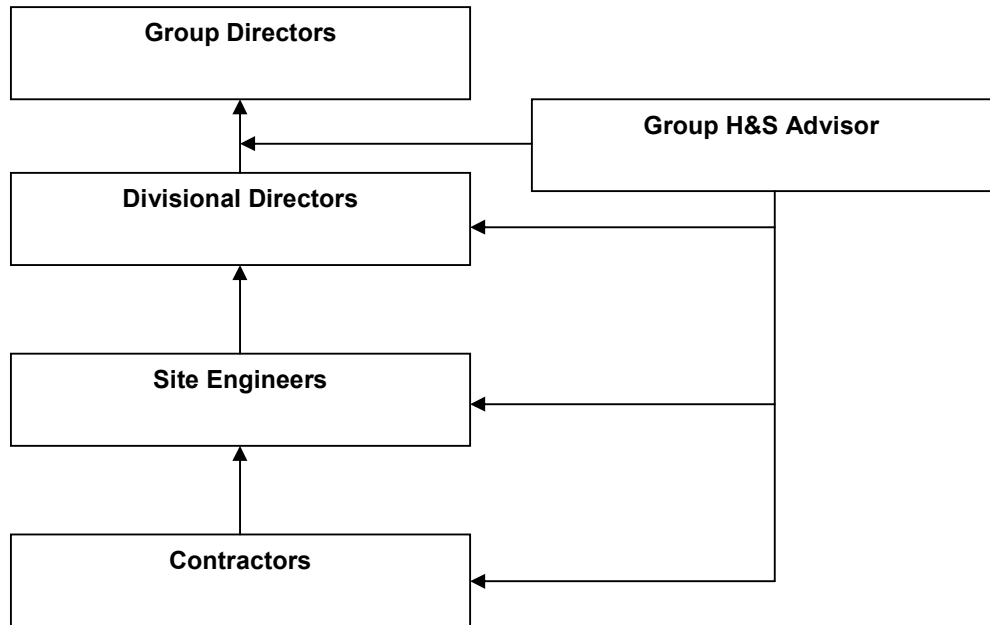 Group Directors
Group H&S Advisor
Divisional Directors
Site Engineers
Contractors